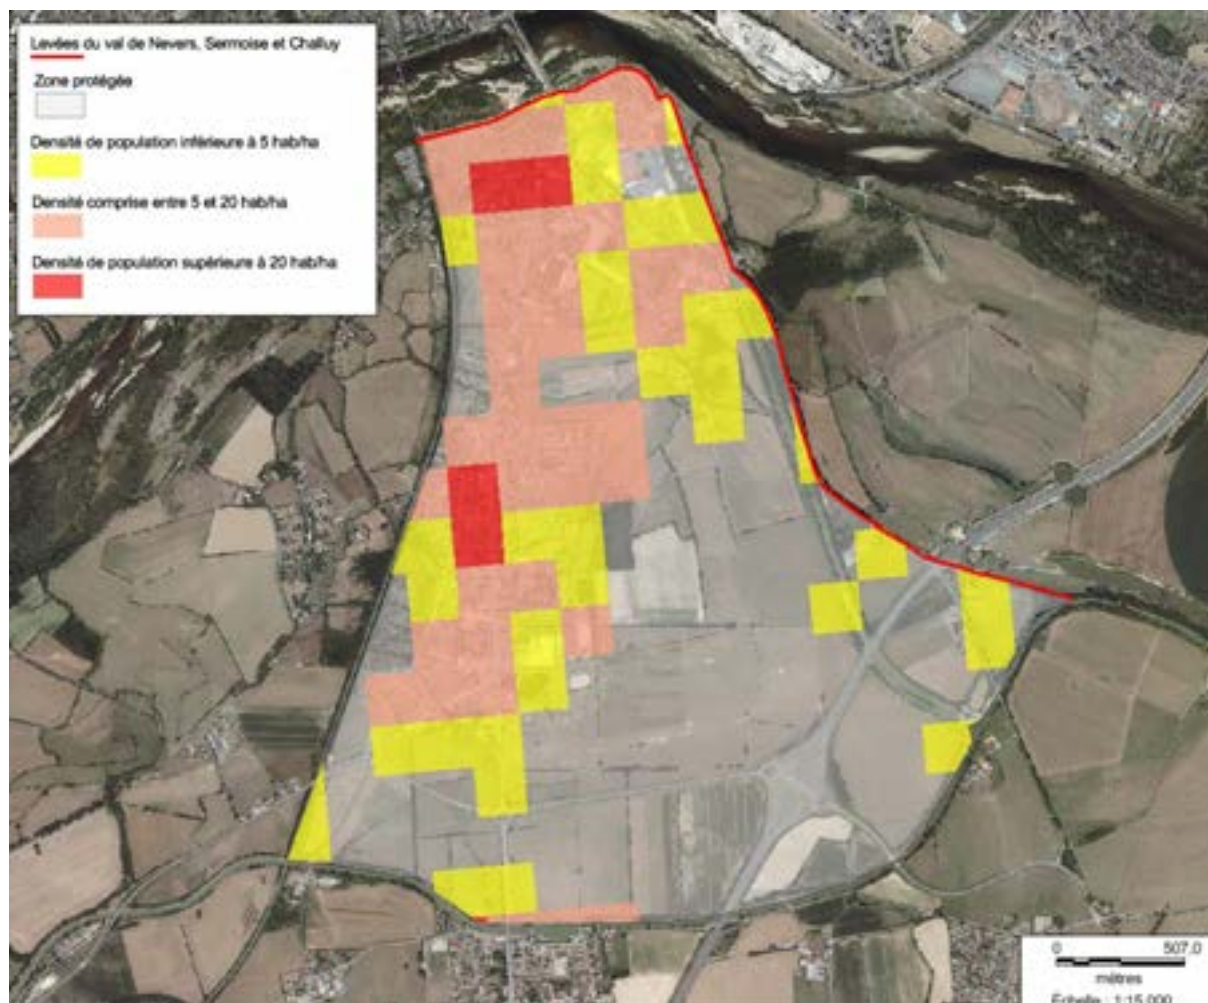 Levées du val de Nevers, Sermoise et Challuy
Zone protégée
Densité de population inférieure à 5 hab/ha
Densité comprise entre 5 et 20 hab/ha
Densité de population supérieure à 20 hab/ha
0 507,0
mètres
Echelle : 1:15 000